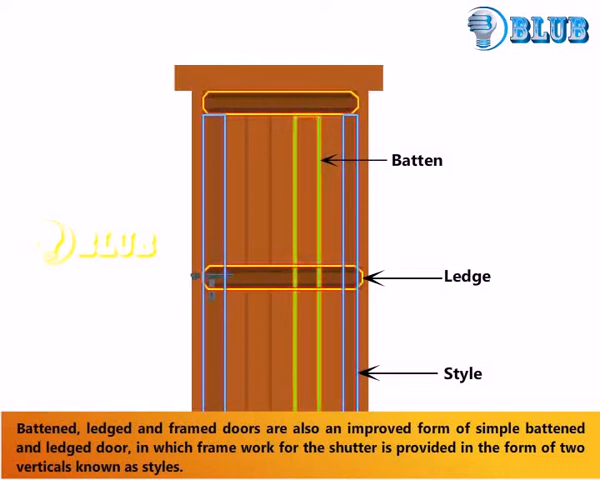 BLUB
Batten
BLUB
Ledge
Style
Battened, ledged and framed doors are also an improved form of simple battened
and ledged door, in which frame work for the shutter is provided in the form of two
verticals known as styles.